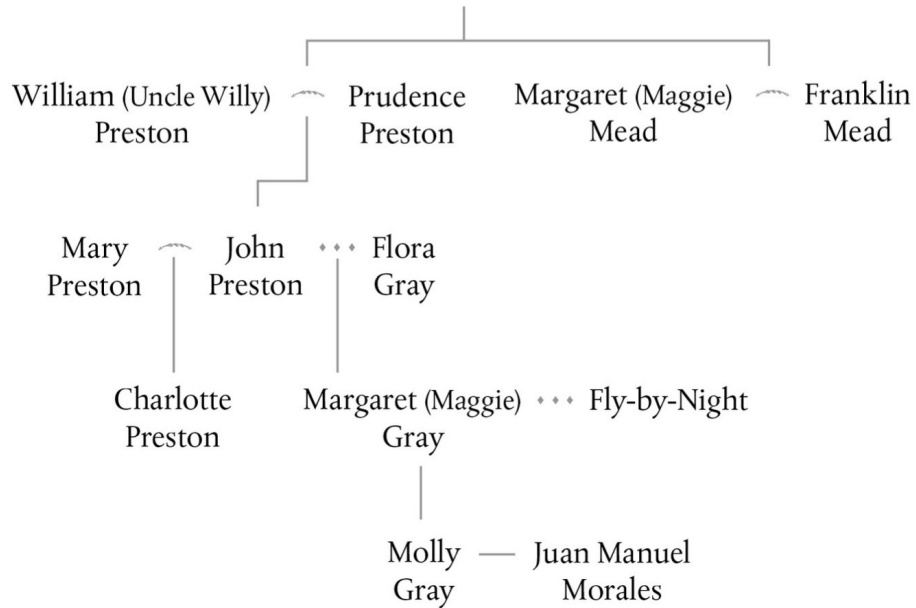 William (Uncle Willy)
Preston
Prudence
Preston
Margaret (Maggie)
Mead
Franklin
Mead
Mary
Preston
John
Preston
Flora
Gray
Charlotte
Preston
Margaret (Maggie)
Gray
Fly-by-Night
Molly
Gray
Juan Manuel
Morales